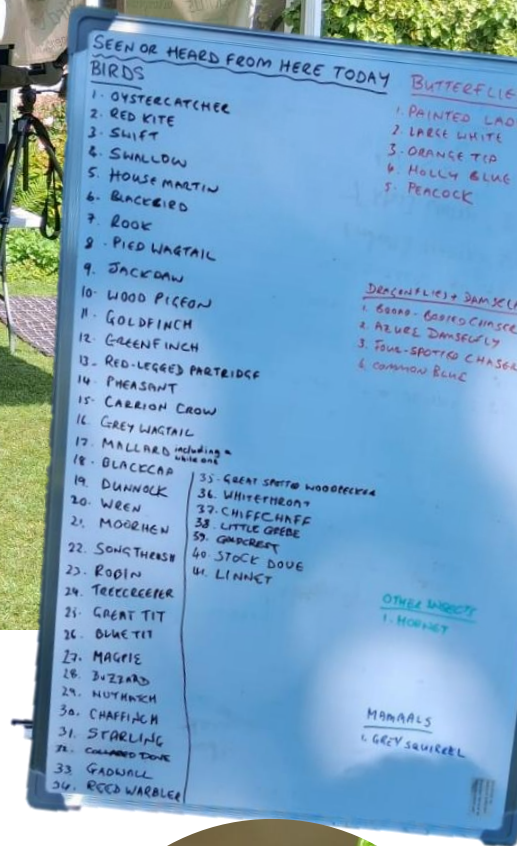 SEEN OR HEARD FROM HERE TODAY
BIRDS
1. OYSTERCATCHER
2. RED KITE
3. SWIFT
4. SWALLOW
5. HOUSE MARTIN
6. BLACKBIRD
7. ROOK
8. PIED WAGTAIL
9. JACKDAW
10. WOOD PIGEON
11. GOLDFINCH
12. GREENFINCH
13. RED-LEGGED PARTRIDGE
14. PHEASANT
15. CARRION CROW
16. GREY WAGTAIL
17. MALLARD including a white one
18. BLACKCAP
19. DUNNOCK
20. WREN
21. MOORHEN
22. SONG THRUSH
23. ROBIN
24. TREECREEPER
25. GREAT TIT
26. BLUE TIT
27. MAGPIE
28. BUZZARD
29. NUTHATCH
30. CHAFFINCH
31. STARLING
32. COLLARED DOVE
33. GADWALL
34. REED WARBLER
35. GREAT SPOTTED WOODPECKER
36. WHITETHROAT
37. CHIFFCHAFF
38. LITTLE GREBE
39. GOLDCREST
40. STOCK DOVE
41. LINNET
BUTTERFLIE
1. PAINTED LAD
2. LARGE WHITE
3. ORANGE TIP
4. HOLLY BLUE
5. PEACOCK
DRAGONFLIES + DAMSELF
1. BROAD-BODIED CHASER
2. AZURE DAMSELFLY
3. FOUR-SPOTTED CHASER
4. COMMON BLUE
OTHER INSECTS
1. HORNET
MAMMALS
1. GREY SQUIRREL